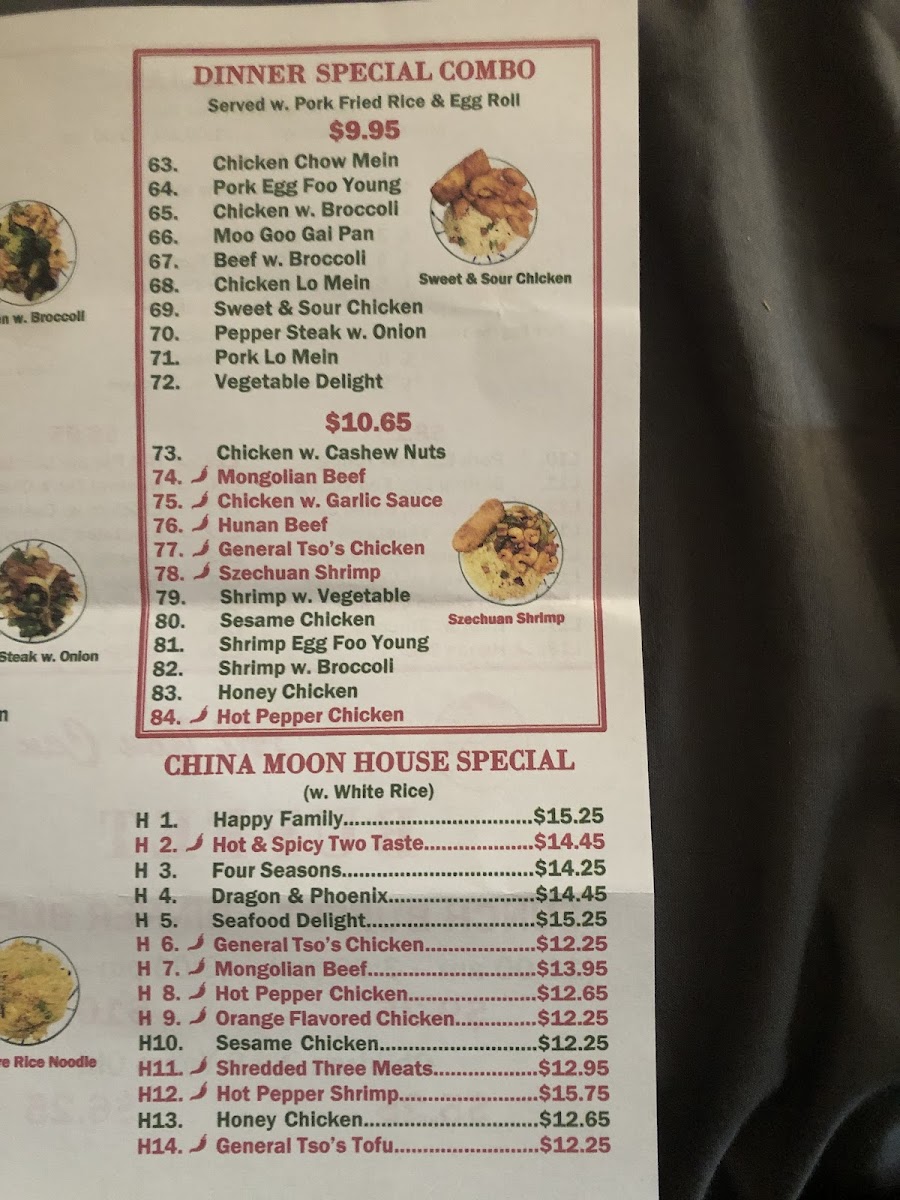 DINNER SPECIAL COMBO
Served w. Pork Fried Rice & Egg Roll
$9.95
63. Chicken Chow Mein
64. Pork Egg Foo Young
65. Chicken w. Broccoli
66. Moo Goo Gai Pan
67. Beef w. Broccoli
68. Chicken Lo Mein
69. Sweet & Sour Chicken
70. Pepper Steak w. Onion
71. Pork Lo Mein
72. Vegetable Delight
Sweet & Sour Chicken
n w. Broccoli
$10.65
73. Chicken w. Cashew Nuts
74. Mongolian Beef
75. Chicken w. Garlic Sauce
76. Hunan Beef
77. General Tso's Chicken
78. Szechuan Shrimp
79. Shrimp w. Vegetable
80. Sesame Chicken
81. Shrimp Egg Foo Young
82. Shrimp w. Broccoli
83. Honey Chicken
84. Hot Pepper Chicken
Szechuan Shrimp
Steak w. Onion
n
CHINA MOON HOUSE SPECIAL
(w. White Rice)
H 1. Happy Family.................................$15.25
H 2. Hot & Spicy Two Taste....................$14.45
H 3. Four Seasons..................................$14.25
H 4. Dragon & Phoenix..........................$14.45
H 5. Seafood Delight..............................$15.25
H 6. General Tso's Chicken...................$12.25
H 7. Mongolian Beef..............................$13.95
H 8. Hot Pepper Chicken.......................$12.65
H 9. Orange Flavored Chicken..............$12.25
H10. Sesame Chicken............................$12.25
H11. Shredded Three Meats..................$12.95
H12. Hot Pepper Shrimp........................$15.75
H13. Honey Chicken...............................$12.65
H14. General Tso's Tofu.........................$12.25
re Rice Noodle